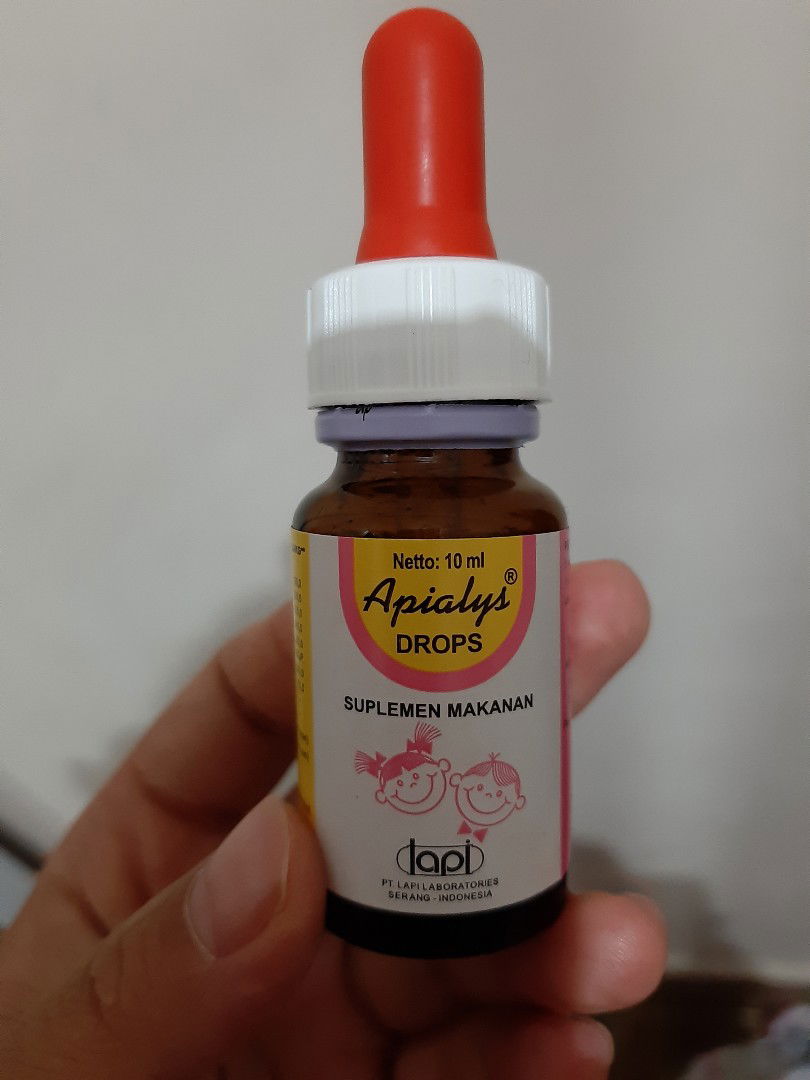 Netto: 10 ml
Apialys®
DROPS
SUPLEMEN MAKANAN
lapi
PT. LAPI LABORATORIES
SERANG - INDONESIA